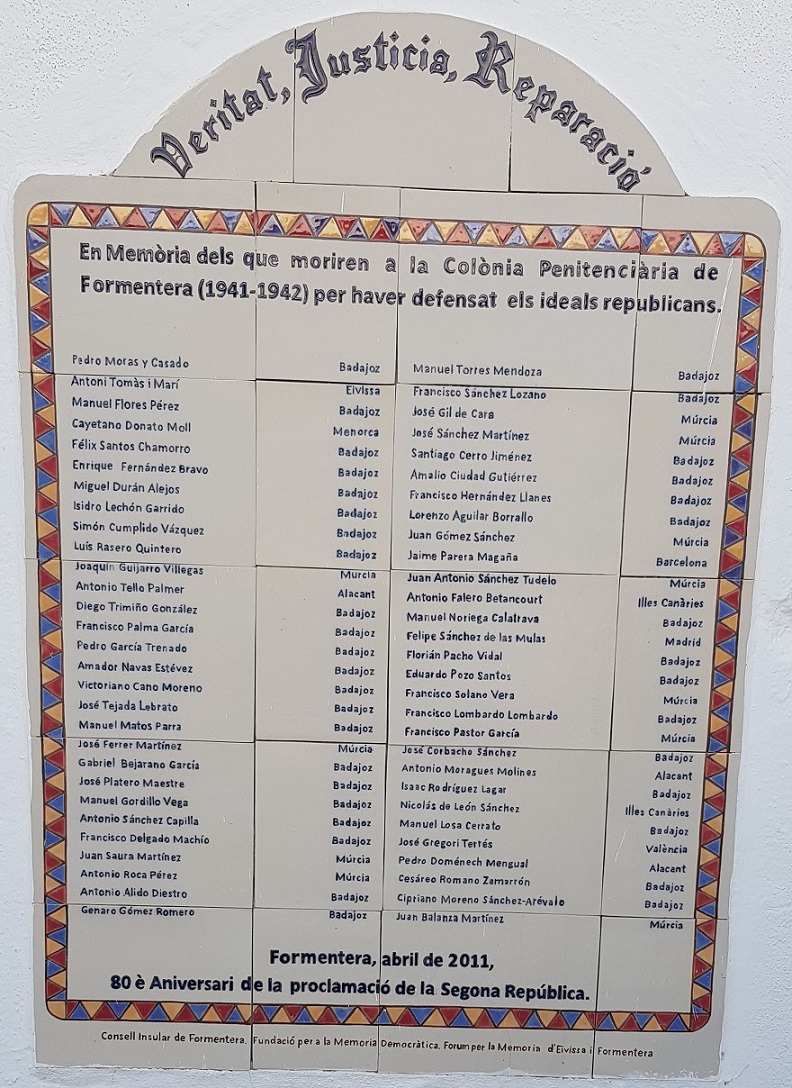 Veritat, Justicia, Reparació
En Memòria dels que moriren a la Colònia Penitenciària de
Formentera (1941-1942) per haver defensat els ideals republicans.
Pedro Moras y Casado Badajoz Manuel Torres Mendoza Badajoz
Antoni Tomàs i Marí Eivissa Francisco Sánchez Lozano Badajoz
Manuel Flores Pérez Badajoz José Gil de Cara Múrcia
Cayetano Donato Moll Menorca José Sánchez Martínez Múrcia
Félix Santos Chamorro Badajoz Santiago Cerro Jiménez Badajoz
Enrique Fernández Bravo Badajoz Amalio Ciudad Gutiérrez Badajoz
Miguel Durán Alejos Badajoz Francisco Hernández Llanes Badajoz
Isidro Lechón Garrido Badajoz Lorenzo Aguilar Borrallo Badajoz
Simón Cumplido Vázquez Badajoz Juan Gómez Sánchez Múrcia
Luís Rasero Quintero Badajoz Jaime Parera Magaña Barcelona
Joaquín Guijarro Villegas Múrcia Juan Antonio Sánchez Tudelo Múrcia
Antonio Tello Palmer Alacant Antonio Falero Betancourt Illes Canàries
Diego Trimiño González Badajoz Manuel Noriega Calatrava Badajoz
Francisco Palma García Badajoz Felipe Sánchez de las Mulas Madrid
Pedro García Trenado Badajoz Florián Pacho Vidal Badajoz
Amador Navas Estévez Badajoz Eduardo Pozo Santos Badajoz
Victoriano Cano Moreno Badajoz Francisco Solano Vera Múrcia
José Tejada Lebrato Badajoz Francisco Lombardo Lombardo Badajoz
Manuel Matos Parra Badajoz Francisco Pastor García Múrcia
José Ferrer Martínez Múrcia José Corbacho Sánchez Badajoz
Gabriel Bejarano García Badajoz Antonio Moragues Molines Alacant
José Platero Maestre Badajoz Isaac Rodríguez Lagar Badajoz
Manuel Gordillo Vega Badajoz Nicolás de León Sánchez Illes Canàries
Antonio Sánchez Capilla Badajoz Manuel Losa Cerrato Badajoz
Francisco Delgado Machío Badajoz José Gregori Tertés València
Juan Saura Martínez Múrcia Pedro Doménech Mengual Alacant
Antonio Roca Pérez Múrcia Cesáreo Romano Zamarrón Badajoz
Antonio Alido Diestro Badajoz Cipriano Moreno Sánchez-Arévalo Badajoz
Genaro Gómez Romero Badajoz Juan Balanza Martínez Múrcia
Formentera, abril de 2011,
80 è Aniversari de la proclamació de la Segona República.
Consell Insular de Formentera. Fundació per a la Memoria Democràtica. Forum per la Memoria d'Eivissa i Formentera